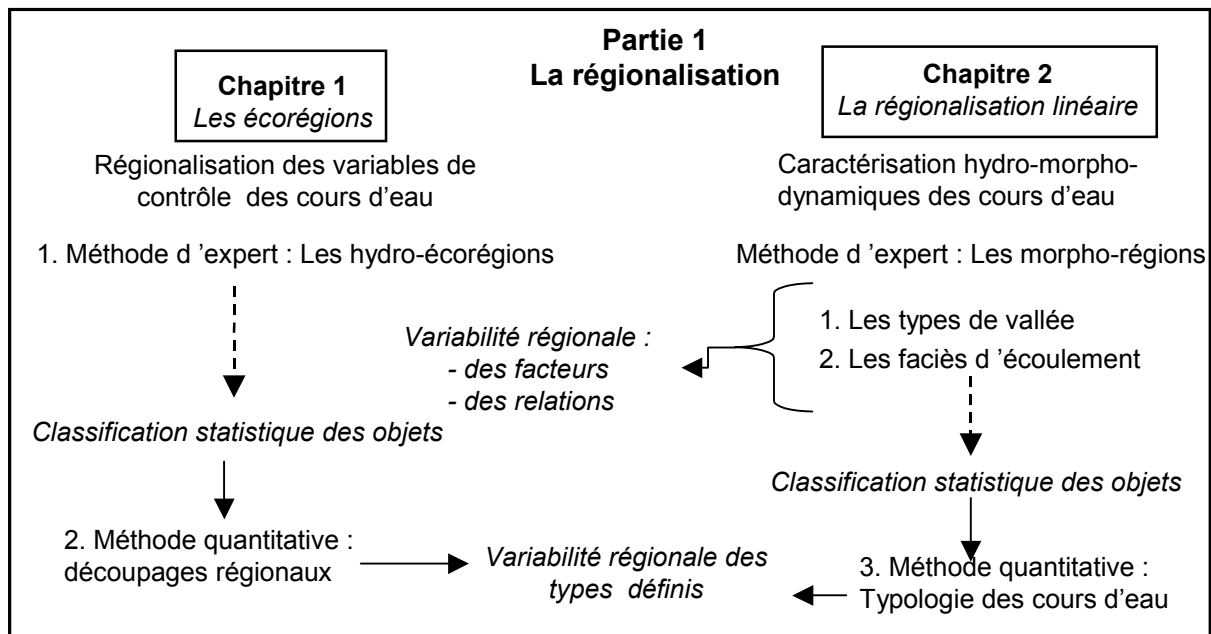 Partie 1
La régionalisation
Chapitre 1
Les écorégions
Régionalisation des variables de
contrôle des cours d'eau
1. Méthode d 'expert : Les hydro-écorégions
Classification statistique des objets
2. Méthode quantitative :
découpages régionaux
Chapitre 2
La régionalisation linéaire
Caractérisation hydro-morpho-
dynamiques des cours d'eau
Méthode d 'expert : Les morpho-régions
1. Les types de vallée
2. Les faciès d 'écoulement
Variabilité régionale :
- des facteurs
- des relations
Classification statistique des objets
3. Méthode quantitative :
Typologie des cours d'eau
Variabilité régionale des
types définis